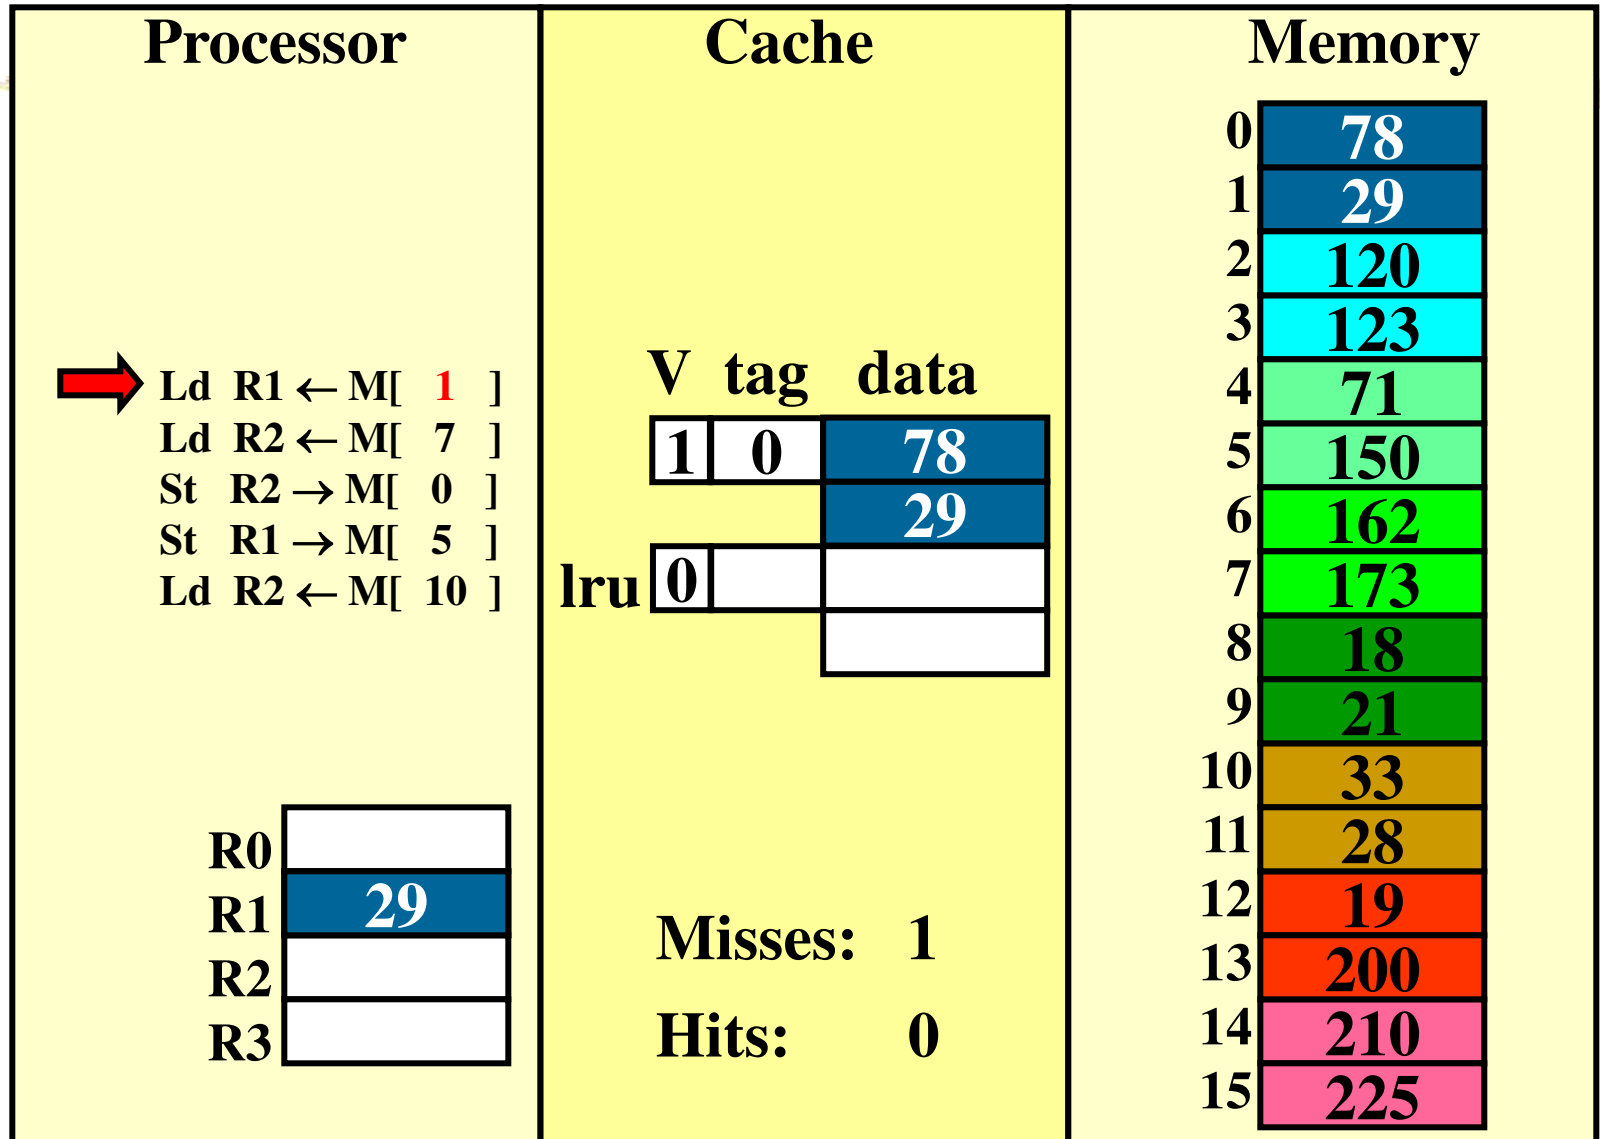 Processor
Ld R1 ← M[ 1 ]
Ld R2 ← M[ 7 ]
St R2 → M[ 0 ]
St R1 → M[ 5 ]
Ld R2 ← M[ 10 ]
R0
R1 29
R2
R3
Cache
V tag data
1 0 78
29
lru 0
Misses: 1
Hits: 0
Memory
0 78
1 29
2 120
3 123
4 71
5 150
6 162
7 173
8 18
9 21
10 33
11 28
12 19
13 200
14 210
15 225